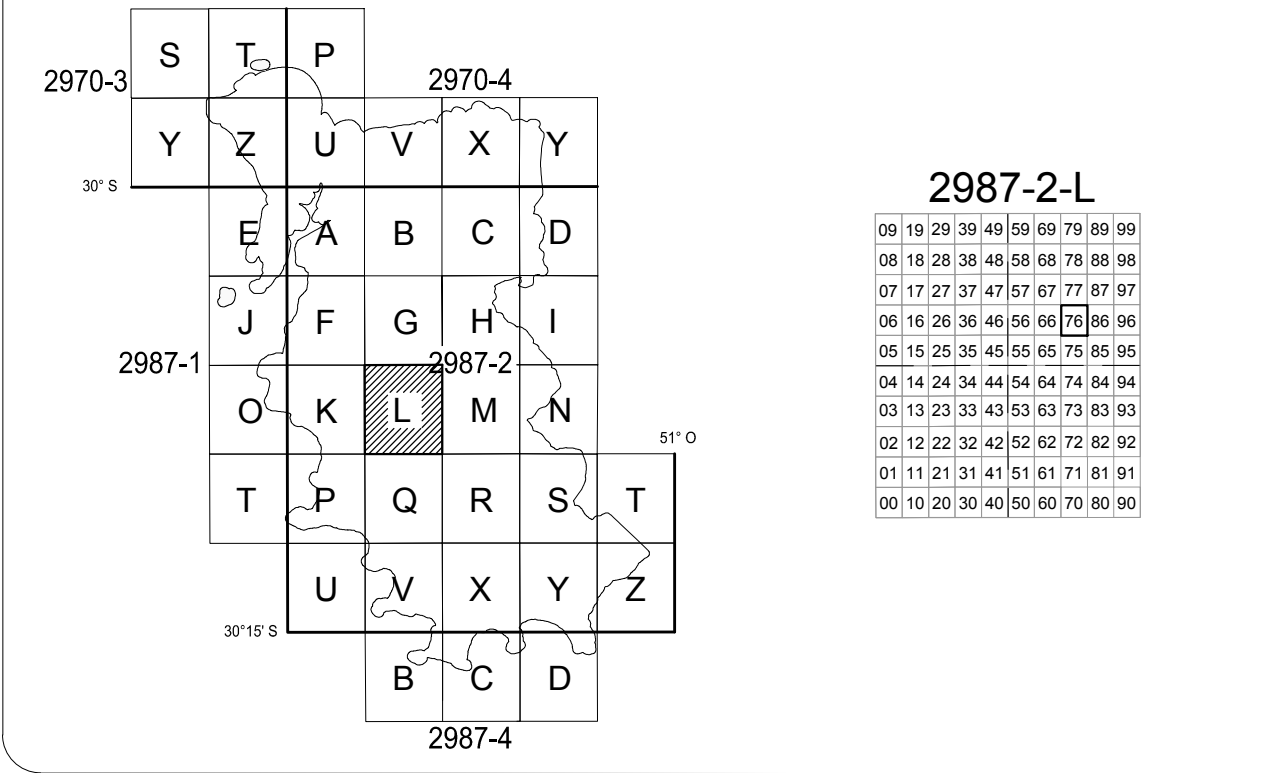 S T P
2970-3 2970-4
Y Z U V X Y
30° S
E A B C D
J F G H I
2987-1 2987-2
O K L M N
51° O
T P Q R S T
U V X Y Z
30°15' S
B C D
2987-4
2987-2-L
09 19 29 39 49 59 69 79 89 99
08 18 28 38 48 58 68 78 88 98
07 17 27 37 47 57 67 77 87 97
06 16 26 36 46 56 66 76 86 96
05 15 25 35 45 55 65 75 85 95
04 14 24 34 44 54 64 74 84 94
03 13 23 33 43 53 63 73 83 93
02 12 22 32 42 52 62 72 82 92
01 11 21 31 41 51 61 71 81 91
00 10 20 30 40 50 60 70 80 90